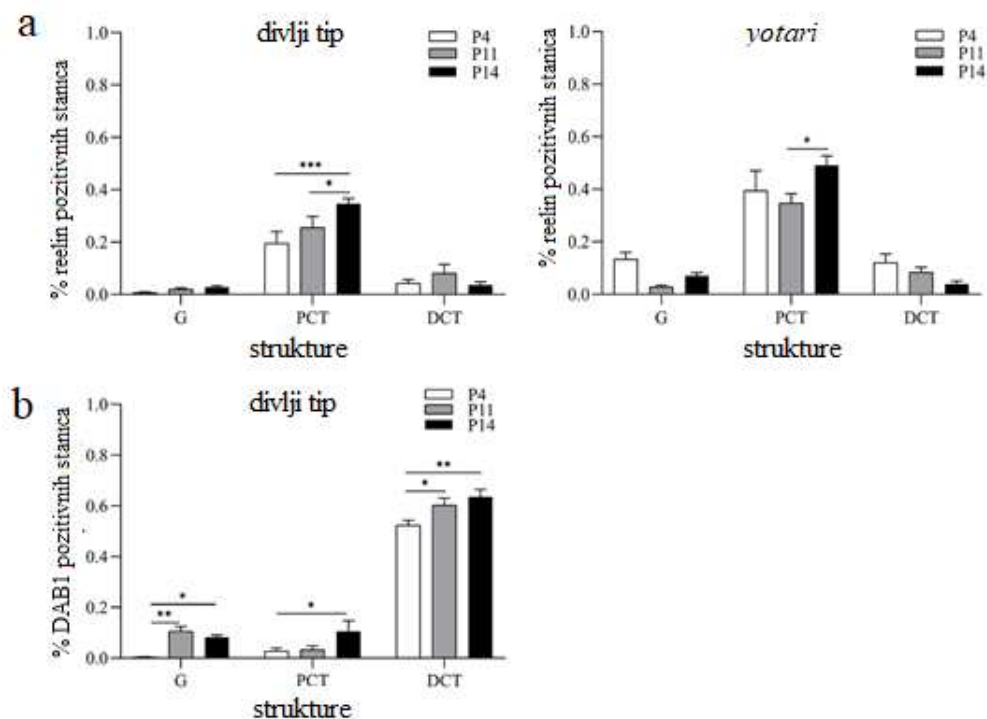 a
divlji tip
P4
P11
P14
% reelin pozitivnih stanica
1.0
0.8
0.6
0.4
0.2
0.0
***
*
G PCT DCT
strukture
yotari
P4
P11
P14
% reelin pozitivnih stanica
1.0
0.8
0.6
0.4
0.2
0.0
*
G PCT DCT
strukture
b
divlji tip
P4
P11
P14
% DAB1 pozitivnih stanica
1.0
0.8
0.6
0.4
0.2
0.0
**
*
*
**
*
*
G PCT DCT
strukture